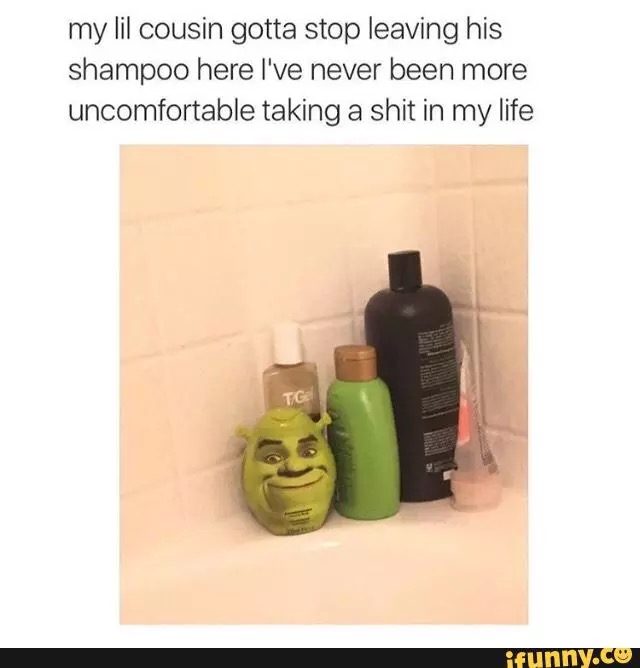 my lil cousin gotta stop leaving his
shampoo here I've never been more
uncomfortable taking a shit in my life
T/Gel
ifunny.co